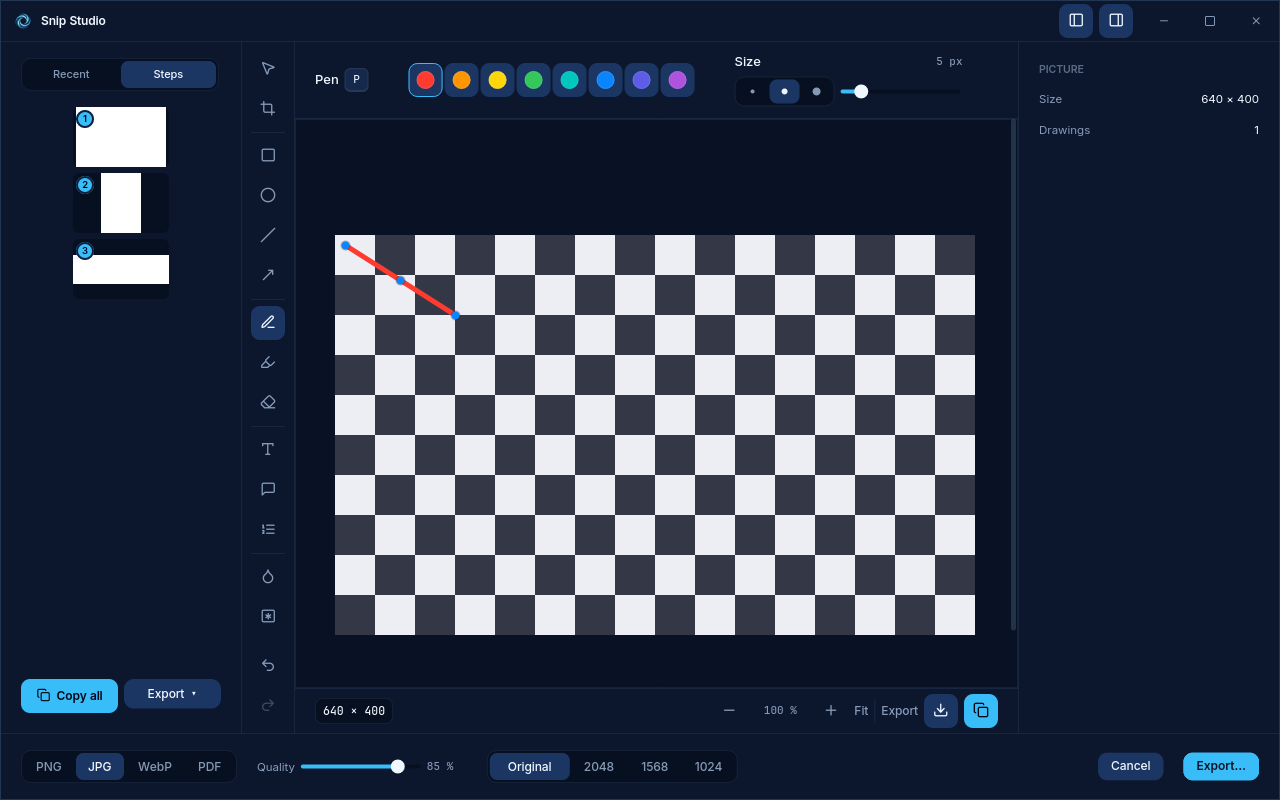 Snip Studio
Recent
Steps
1
2
3
Copy all
Export
Pen
P
Size
5 px
PICTURE
Size
640 × 400
Drawings
1
640 × 400
100 %
Fit
Export
PNG
JPG
WebP
PDF
Quality
85 %
Original
2048
1568
1024
Cancel
Export...